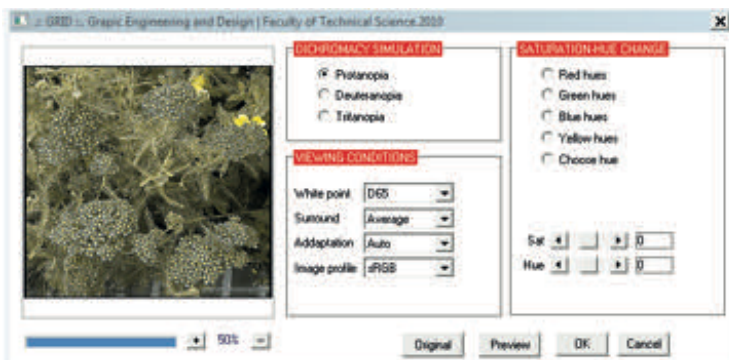 .: GRID :. Grapic Engineering and Design | Faculty of Technical Science 2010
DICHROMACY SIMULATION
Protanopia
Deuteranopia
Tritanopia
VIEWING CONDITIONS
White point D65
Surround Average
Addaptation Auto
Image profile sRGB
SATURATION-HUE CHANGE
Red hues
Green hues
Blue hues
Yellow hues
Choose hue
Sat 0
Hue 0
+ 50% -
Original Preview OK Cancel